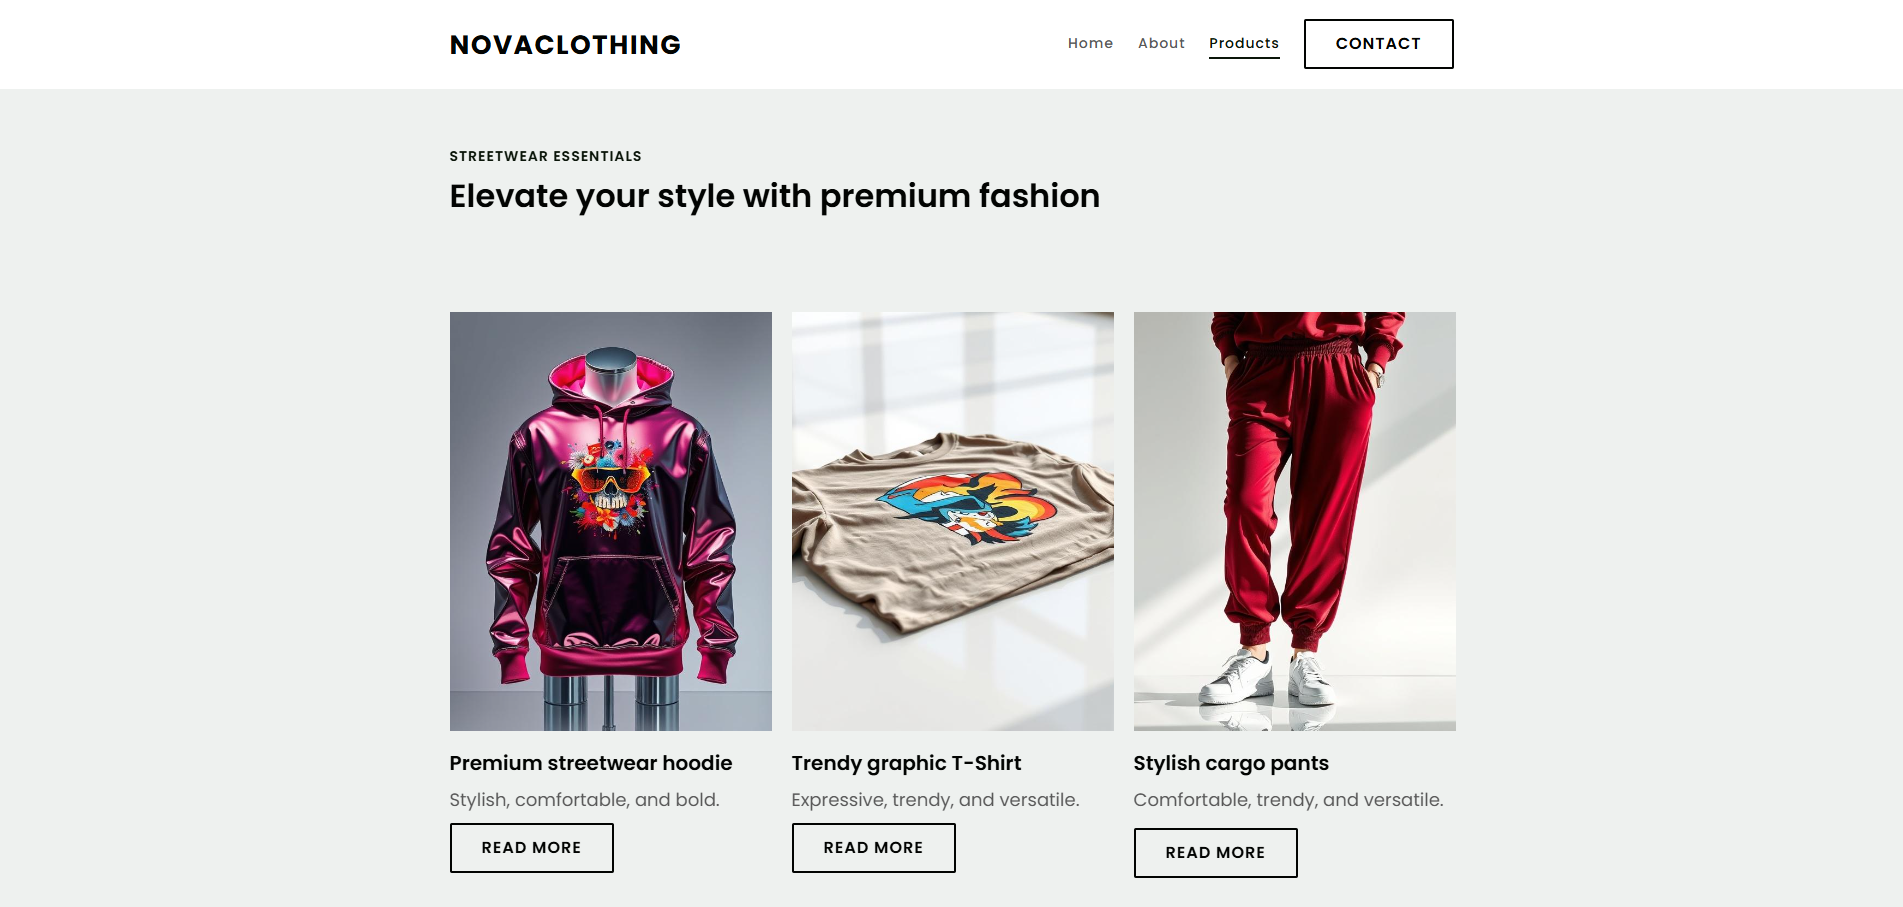 NOVACLOTHING
Home About Products CONTACT
STREETWEAR ESSENTIALS
Elevate your style with premium fashion
Premium streetwear hoodie
Stylish, comfortable, and bold.
READ MORE
Trendy graphic T-Shirt
Expressive, trendy, and versatile.
READ MORE
Stylish cargo pants
Comfortable, trendy, and versatile.
READ MORE